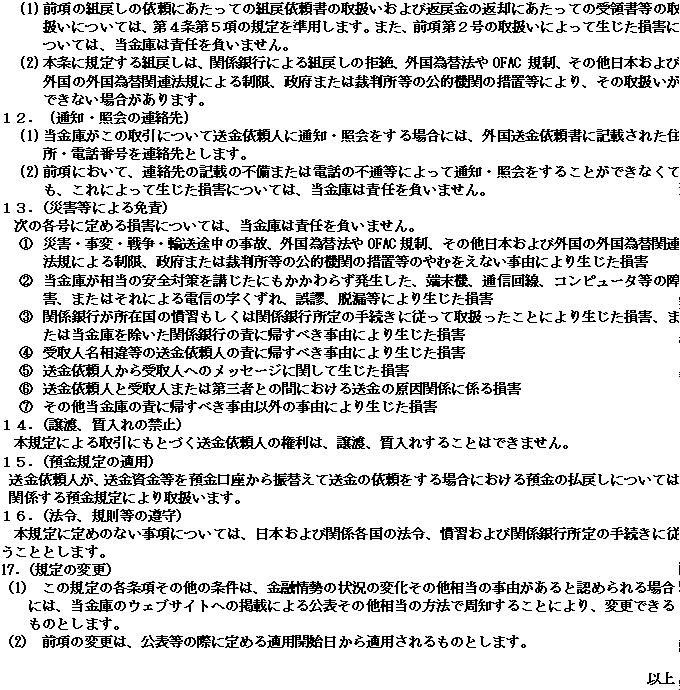 (1) 前項の組戻しの依頼にあたっての組戻依頼書の取扱いおよび返戻金の返却にあたっての受領書等の取
扱いについては、第４条第５項の規定を準用します。また、前項第２号の取扱いによって生じた損害に
ついては、当金庫は責任を負いません。
(2) 本条に規定する組戻しは、関係銀行による組戻しの拒絶、外国為替法や OFAC 規制、その他日本および
外国の外国為替関連法規による制限、政府または裁判所等の公的機関の措置等により、その取扱いが
できない場合があります。
１２．（通知・照会の連絡先）
(1) 当金庫がこの取引について送金依頼人に通知・照会をする場合には、外国送金依頼書に記載された住
所・電話番号を連絡先とします。
(2) 前項において、連絡先の記載の不備または電話の不通等によって通知・照会をすることができなくて
も、これによって生じた損害については、当金庫は責任を負いません。
１３．(災害等による免責)
次の各号に定める損害については、当金庫は責任を負いません。
① 災害・事変・戦争・輸送途中の事故、外国為替法や OFAC 規制、その他日本および外国の外国為替関連
法規による制限、政府または裁判所等の公的機関の措置等のやむをえない事由により生じた損害
② 当金庫が相当の安全対策を講じたにもかかわらず発生した、端末機、通信回線、コンピュータ等の障
害、またはそれによる電信の字くずれ、誤謬、脱漏等により生じた損害
③ 関係銀行が所在国の慣習もしくは関係銀行所定の手続きに従って取扱ったことにより生じた損害、ま
たは当金庫を除いた関係銀行の責に帰すべき事由により生じた損害
④ 受取人名相違等の送金依頼人の責に帰すべき事由により生じた損害
⑤ 送金依頼人から受取人へのメッセージに関して生じた損害
⑥ 送金依頼人と受取人または第三者との間における送金の原因関係に係る損害
⑦ その他当金庫の責に帰すべき事由以外の事由により生じた損害
１４．(譲渡、質入れの禁止)
本規定による取引にもとづく送金依頼人の権利は、譲渡、質入れすることはできません。
１５．(預金規定の適用)
送金依頼人が、送金資金等を預金口座から振替えて送金の依頼をする場合における預金の払戻しについては
関係する預金規定により取扱います。
１６．(法令、規則等の遵守)
本規定に定めのない事項については、日本および関係各国の法令、慣習および関係銀行所定の手続きに従
うこととします。
17．(規定の変更)
(1) この規定の各条項その他の条件は、金融情勢の状況の変化その他相当の事由があると認められる場合
には、当金庫のウェブサイトへの掲載による公表その他相当の方法で周知することにより、変更できる
ものとします。
(2) 前項の変更は、公表等の際に定める適用開始日から適用されるものとします。
以上